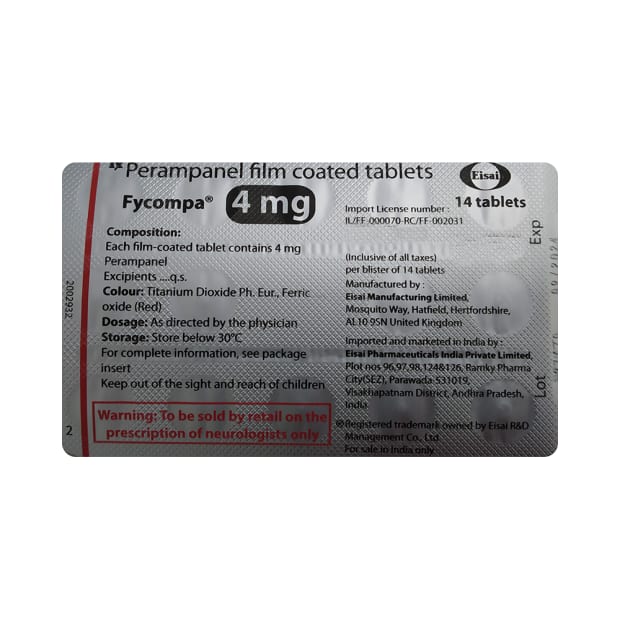 Perampanel film coated tablets
Eisai
Fycompa® 4 mg
14 tablets
Import License number :
IL/FF-000070-RC/FF-002031
Composition:
Each film-coated tablet contains 4 mg
Perampanel
Excipients ....q.s.
Colour: Titanium Dioxide Ph. Eur., Ferric
oxide (Red)
Dosage: As directed by the physician
Storage: Store below 30°C
For complete information, see package
insert
Keep out of the sight and reach of children
Warning: To be sold by retail on the
prescription of neurologists only
(Inclusive of all taxes)
per blister of 14 tablets
Manufactured by :
Eisai Manufacturing Limited,
Mosquito Way, Hatfield, Hertfordshire,
AL10 9SN United Kingdom
Imported and marketed in India by :
Eisai Pharmaceuticals India Private Limited,
Plot nos 96,97,98,124&126, Ramky Pharma
City(SEZ), Parawada-531019,
Visakhapatnam District, Andhra Pradesh,
India
®Registered trademark owned by Eisai R&D
Management Co., Ltd.
For sale in India only
Exp
09/2024
Lot
2002932
2